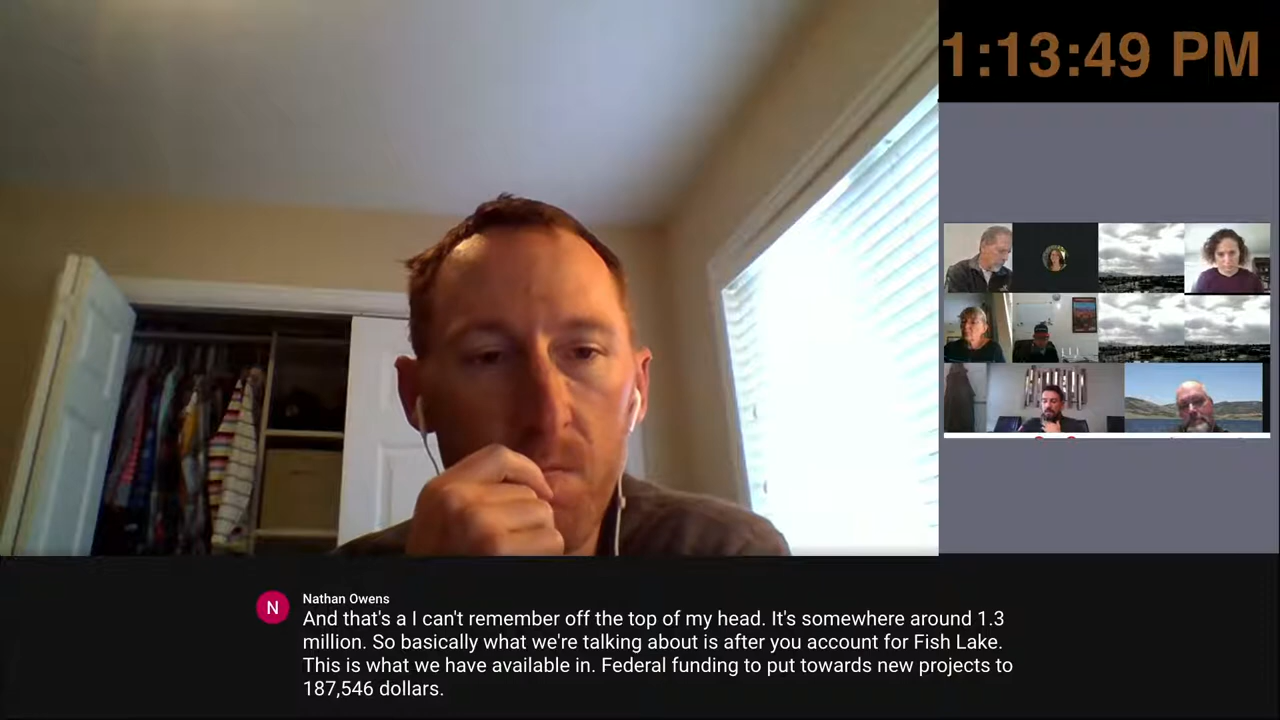 1:13:49 PM
N
Nathan Owens
And that's a I can't remember off the top of my head. It's somewhere around 1.3
million. So basically what we're talking about is after you account for Fish Lake.
This is what we have available in. Federal funding to put towards new projects to
187,546 dollars.